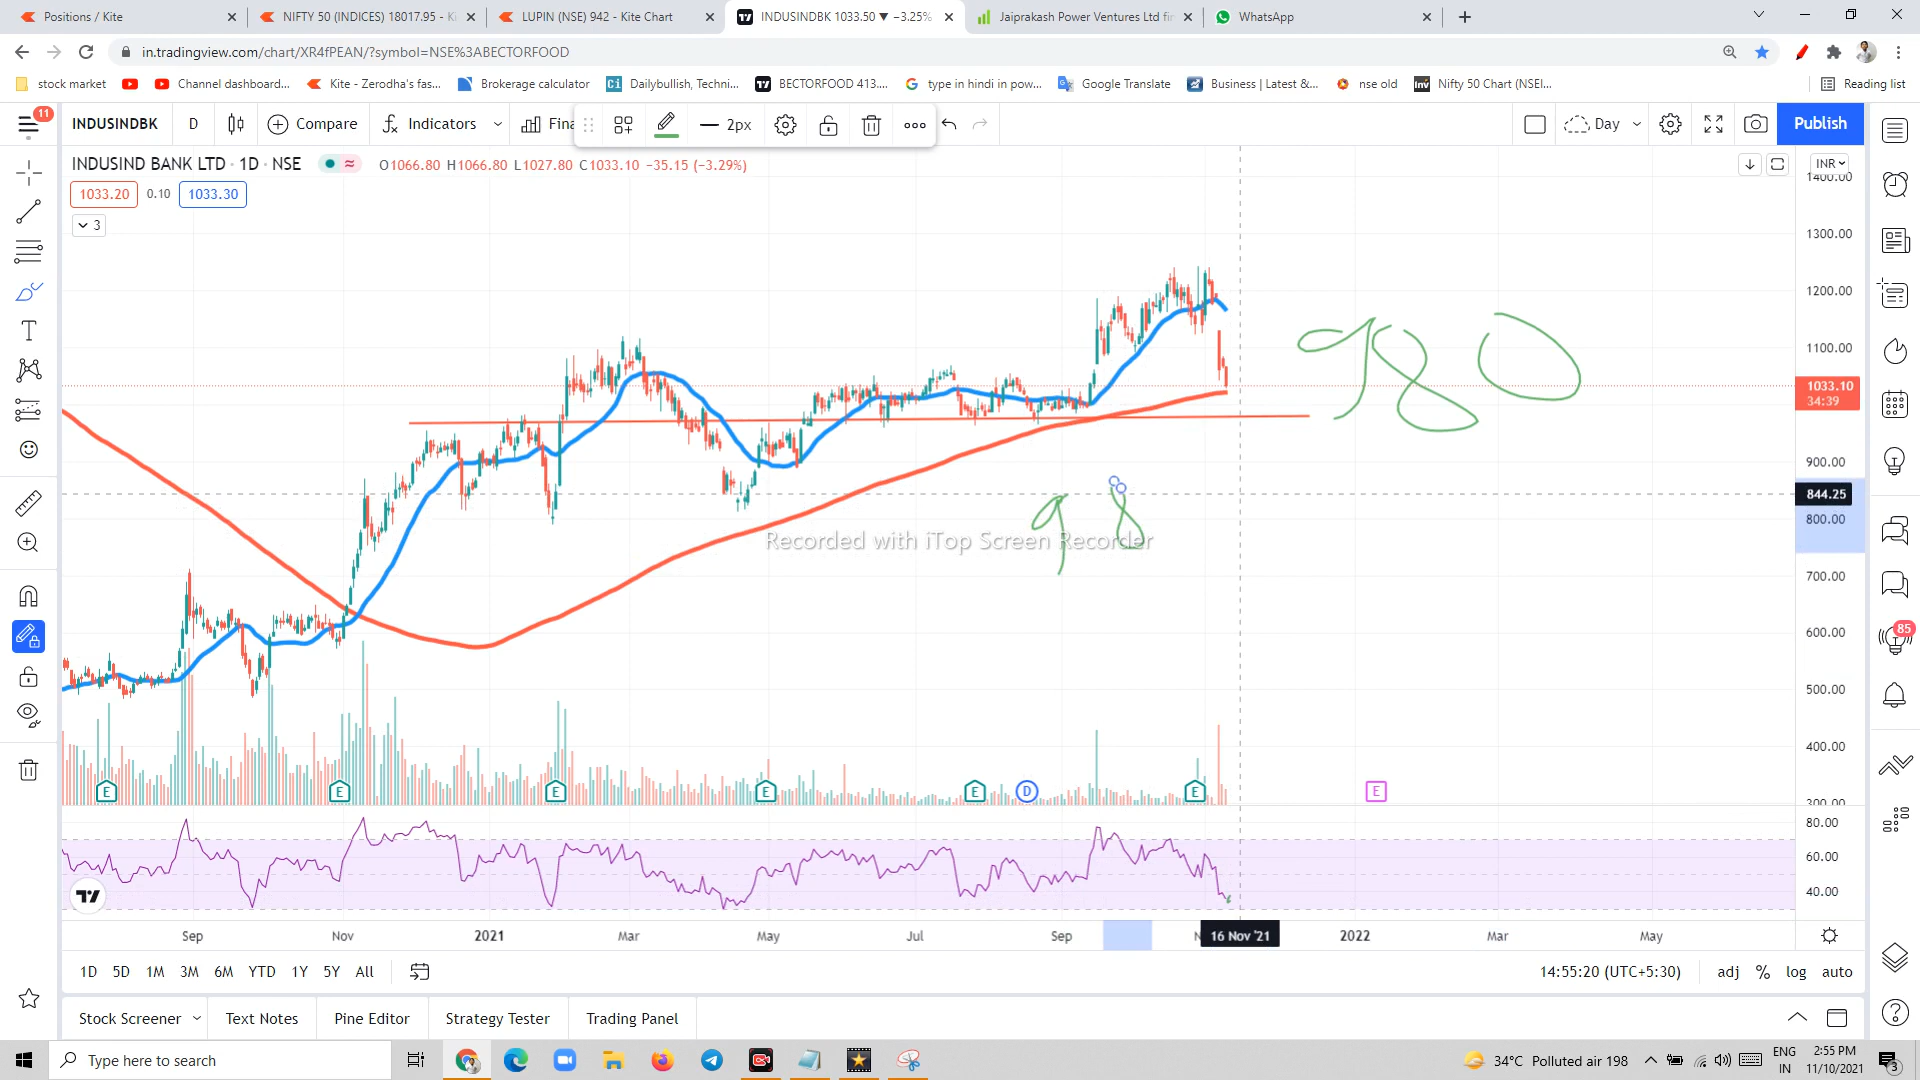 Positions / Kite
NIFTY 50 (INDICES) 18017.95 - Ki
LUPIN (NSE) 942 - Kite Chart
INDUSINDBK 1033.50 ▼ −3.25%
Jaiprakash Power Ventures Ltd fir
WhatsApp
in.tradingview.com/chart/XR4fPEAN/?symbol=NSE%3ABECTORFOOD
stock market
Channel dashboard...
Kite - Zerodha's fas...
Brokerage calculator
Dailybullish, Techni...
BECTORFOOD 413....
type in hindi in pow...
Google Translate
Business | Latest &...
nse old
Nifty 50 Chart (NSEI...
Reading list
11
INDUSINDBK
D
Compare
Indicators
Fina
2px
Day
Publish
INDUSIND BANK LTD · 1D · NSE
O1066.80 H1066.80 L1027.80 C1033.10 −35.15 (−3.29%)
INR
1033.20
0.10
1033.30
3
1400.00
1300.00
1200.00
1100.00
1033.10
34:39
900.00
844.25
800.00
700.00
600.00
500.00
400.00
300.00
980
98
Recorded with iTop Screen Recorder
85
E E E E E D E E
80.00
60.00
40.00
Sep Nov 2021 Mar May Jul Sep 16 Nov '21 2022 Mar May
1D 5D 1M 3M 6M YTD 1Y 5Y All
14:55:20 (UTC+5:30)
adj % log auto
Stock Screener
Text Notes
Pine Editor
Strategy Tester
Trading Panel
Type here to search
34°C Polluted air 198
ENG
IN
2:55 PM
11/10/2021
3